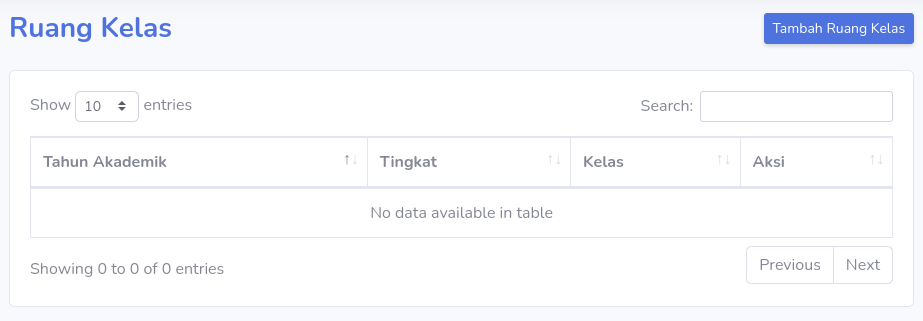 Ruang Kelas
Tambah Ruang Kelas
Show 10 entries
Search:
Tahun Akademik ↑↓ Tingkat ↑↓ Kelas ↑↓ Aksi ↑↓
No data available in table
Showing 0 to 0 of 0 entries
Previous Next